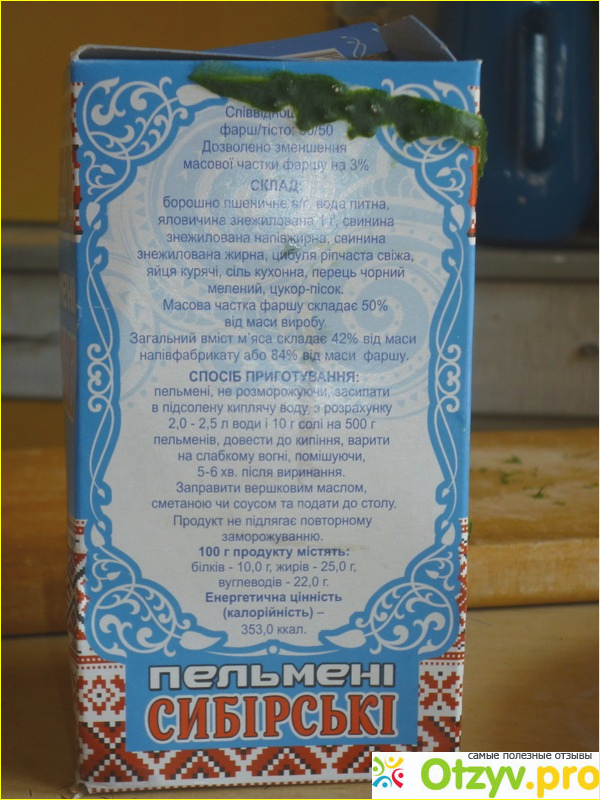 Співвіднош
фарш/тісто: 50/50
Дозволено зменшення
масової частки фаршу на 3%
СКЛАД:
борошно пшеничне в/г, вода питна,
яловичина знежилована 1 г, свинина
знежилована напівжирна, свинина
знежилована жирна, цибуля ріпчаста свіжа,
яйця курячі, сіль кухонна, перець чорний
мелений, цукор-пісок.
Масова частка фаршу складає 50%
від маси виробу.
Загальний вміст м'яса складає 42% від маси
напівфабрикату або 84% від маси фаршу.
СПОСІБ ПРИГОТУВАННЯ:
пельмені, не розморожуючи, засипати
в підсолену киплячу воду, з розрахунку
2,0 - 2,5 л води і 10 г солі на 500 г
пельменів, довести до кипіння, варити
на слабкому вогні, помішуючи,
5-6 хв. після виринання.
Заправити вершковим маслом,
сметаною чи соусом та подати до столу.
Продукт не підлягає повторному
заморожуванню.
100 г продукту містять:
білків - 10,0 г, жирів - 25,0 г,
вуглеводів - 22,0 г.
Енергетична цінність
(калорійність) –
353,0 ккал.
пельмені
СИБІРСЬКІ
самые полезные отзывы
Otzyv.pro